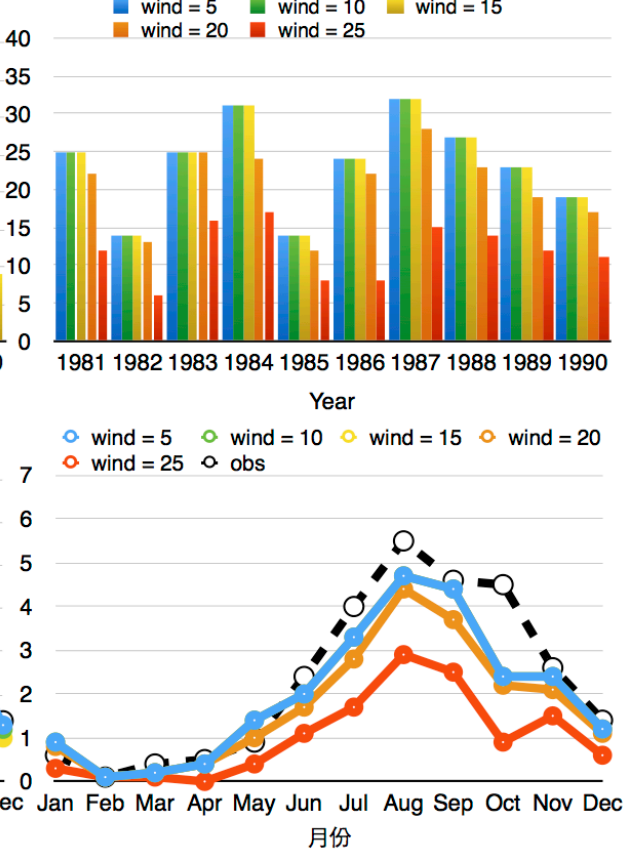 wind = 5 wind = 10 wind = 15
wind = 20 wind = 25
40
35
30
25
20
15
10
5
0
1981 1982 1983 1984 1985 1986 1987 1988 1989 1990
Year
wind = 5 wind = 10 wind = 15 wind = 20
wind = 25 obs
7
6
5
4
3
2
1
0
ec Jan Feb Mar Apr May Jun Jul Aug Sep Oct Nov Dec
月份